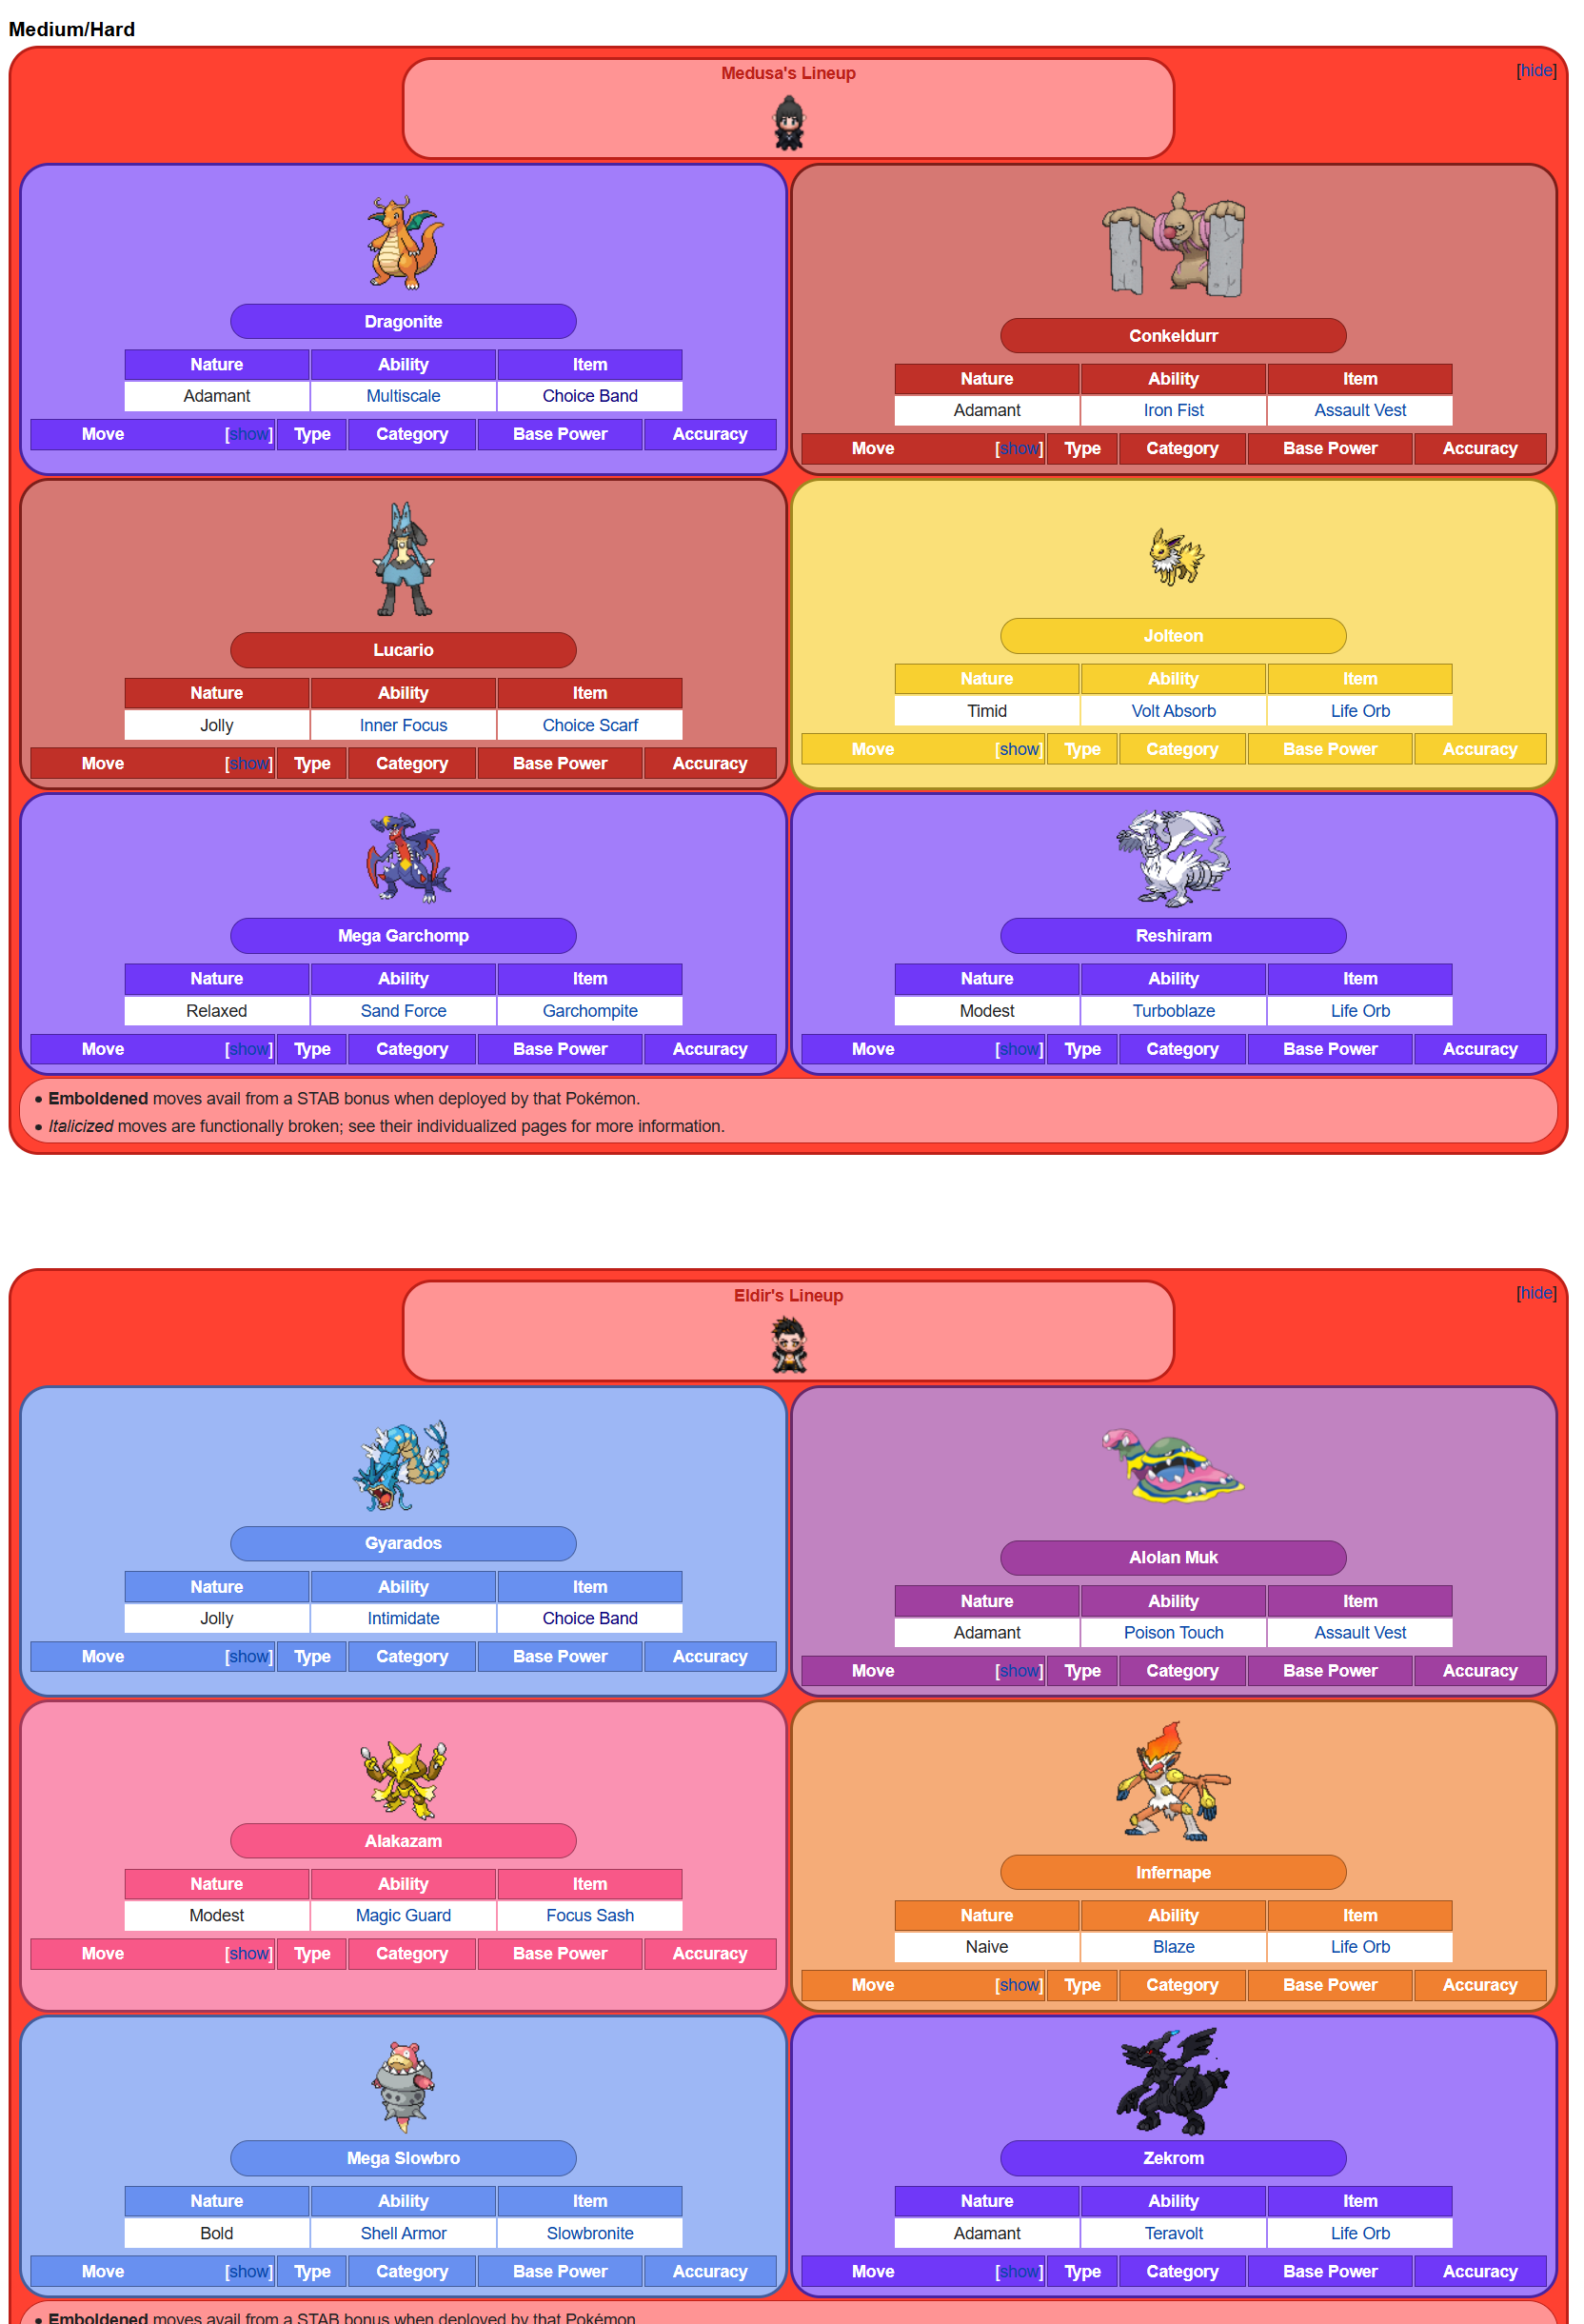 Medium/Hard
Medusa's Lineup
[hide]
Dragonite
Nature Ability Item
Adamant Multiscale Choice Band
Move [show] Type Category Base Power Accuracy
Conkeldurr
Nature Ability Item
Adamant Iron Fist Assault Vest
Move [show] Type Category Base Power Accuracy
Lucario
Nature Ability Item
Jolly Inner Focus Choice Scarf
Move [show] Type Category Base Power Accuracy
Jolteon
Nature Ability Item
Timid Volt Absorb Life Orb
Move [show] Type Category Base Power Accuracy
Mega Garchomp
Nature Ability Item
Relaxed Sand Force Garchompite
Move [show] Type Category Base Power Accuracy
Reshiram
Nature Ability Item
Modest Turboblaze Life Orb
Move [show] Type Category Base Power Accuracy
• Emboldened moves avail from a STAB bonus when deployed by that Pokémon.
• Italicized moves are functionally broken; see their individualized pages for more information.
Eldir's Lineup
[hide]
Gyarados
Nature Ability Item
Jolly Intimidate Choice Band
Move [show] Type Category Base Power Accuracy
Alolan Muk
Nature Ability Item
Adamant Poison Touch Assault Vest
Move [show] Type Category Base Power Accuracy
Alakazam
Nature Ability Item
Modest Magic Guard Focus Sash
Move [show] Type Category Base Power Accuracy
Infernape
Nature Ability Item
Naive Blaze Life Orb
Move [show] Type Category Base Power Accuracy
Mega Slowbro
Nature Ability Item
Bold Shell Armor Slowbronite
Move [show] Type Category Base Power Accuracy
Zekrom
Nature Ability Item
Adamant Teravolt Life Orb
Move [show] Type Category Base Power Accuracy
• Emboldened moves avail from a STAB bonus when deployed by that Pokémon.